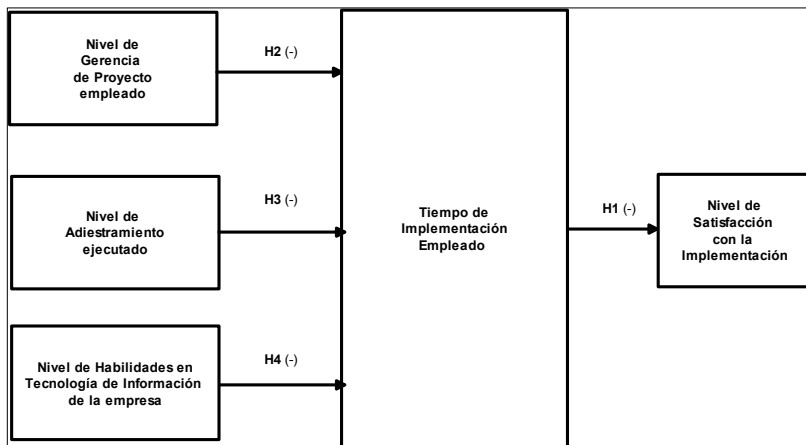 Nivel de
Gerencia
de Proyecto
empleado
H2 (-)
Nivel de
Adiestramiento
ejecutado
H3 (-)
Nivel de Habilidades en
Tecnología de Información
de la empresa
H4 (-)
Tiempo de
Implementación
Empleado
H1 (-)
Nivel de
Satisfacción
con la
Implementación